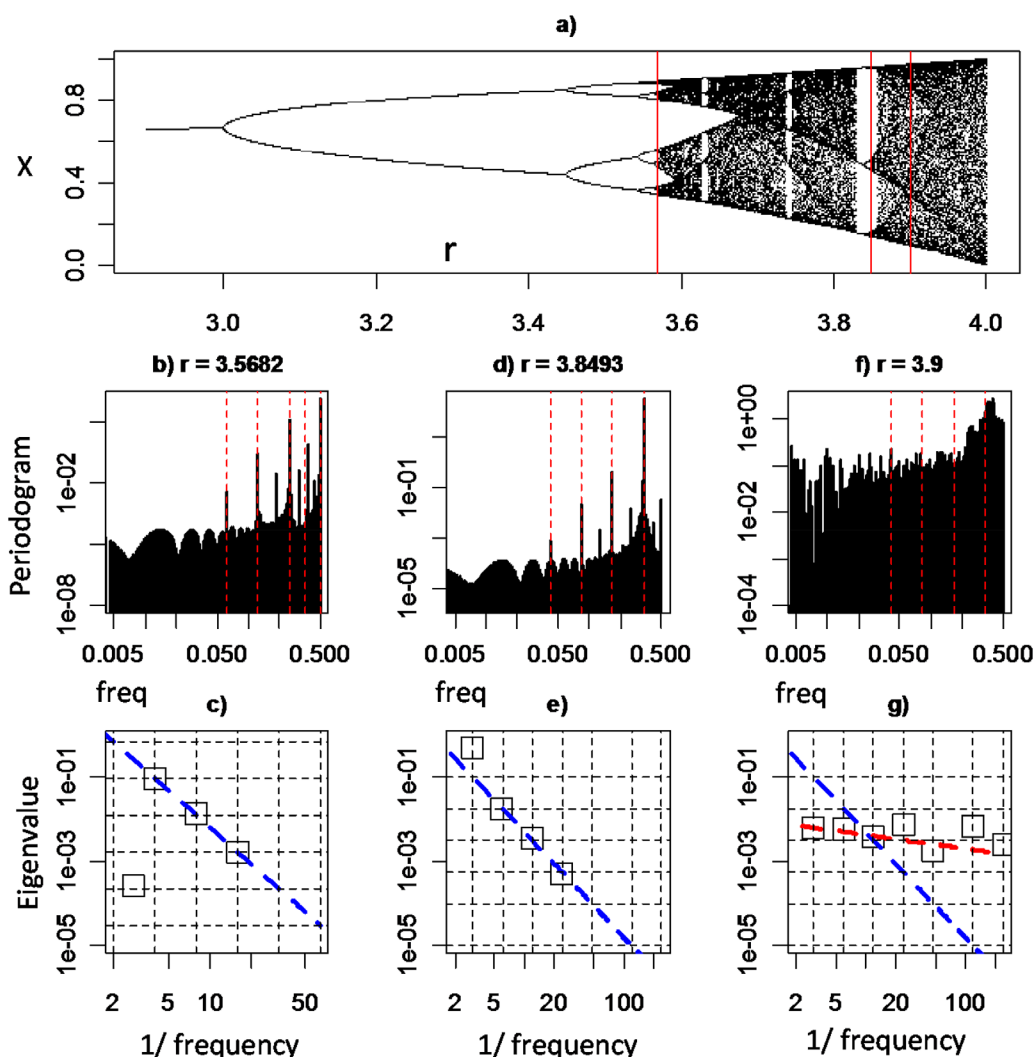 a)
X
0.0 0.4 0.8
r
3.0 3.2 3.4 3.6 3.8 4.0
b) r = 3.5682
d) r = 3.8493
f) r = 3.9
Periodogram
1e-08 1e-02
1e-05 1e-01
1e-04 1e-02 1e+00
0.005 0.050 0.500
0.005 0.050 0.500
0.005 0.050 0.500
freq
freq
freq
c)
e)
g)
Eigenvalue
1e-05 1e-03 1e-01
1e-05 1e-03 1e-01
1e-05 1e-03 1e-01
2 5 10 50
2 5 20 100
2 5 20 100
1/ frequency
1/ frequency
1/ frequency